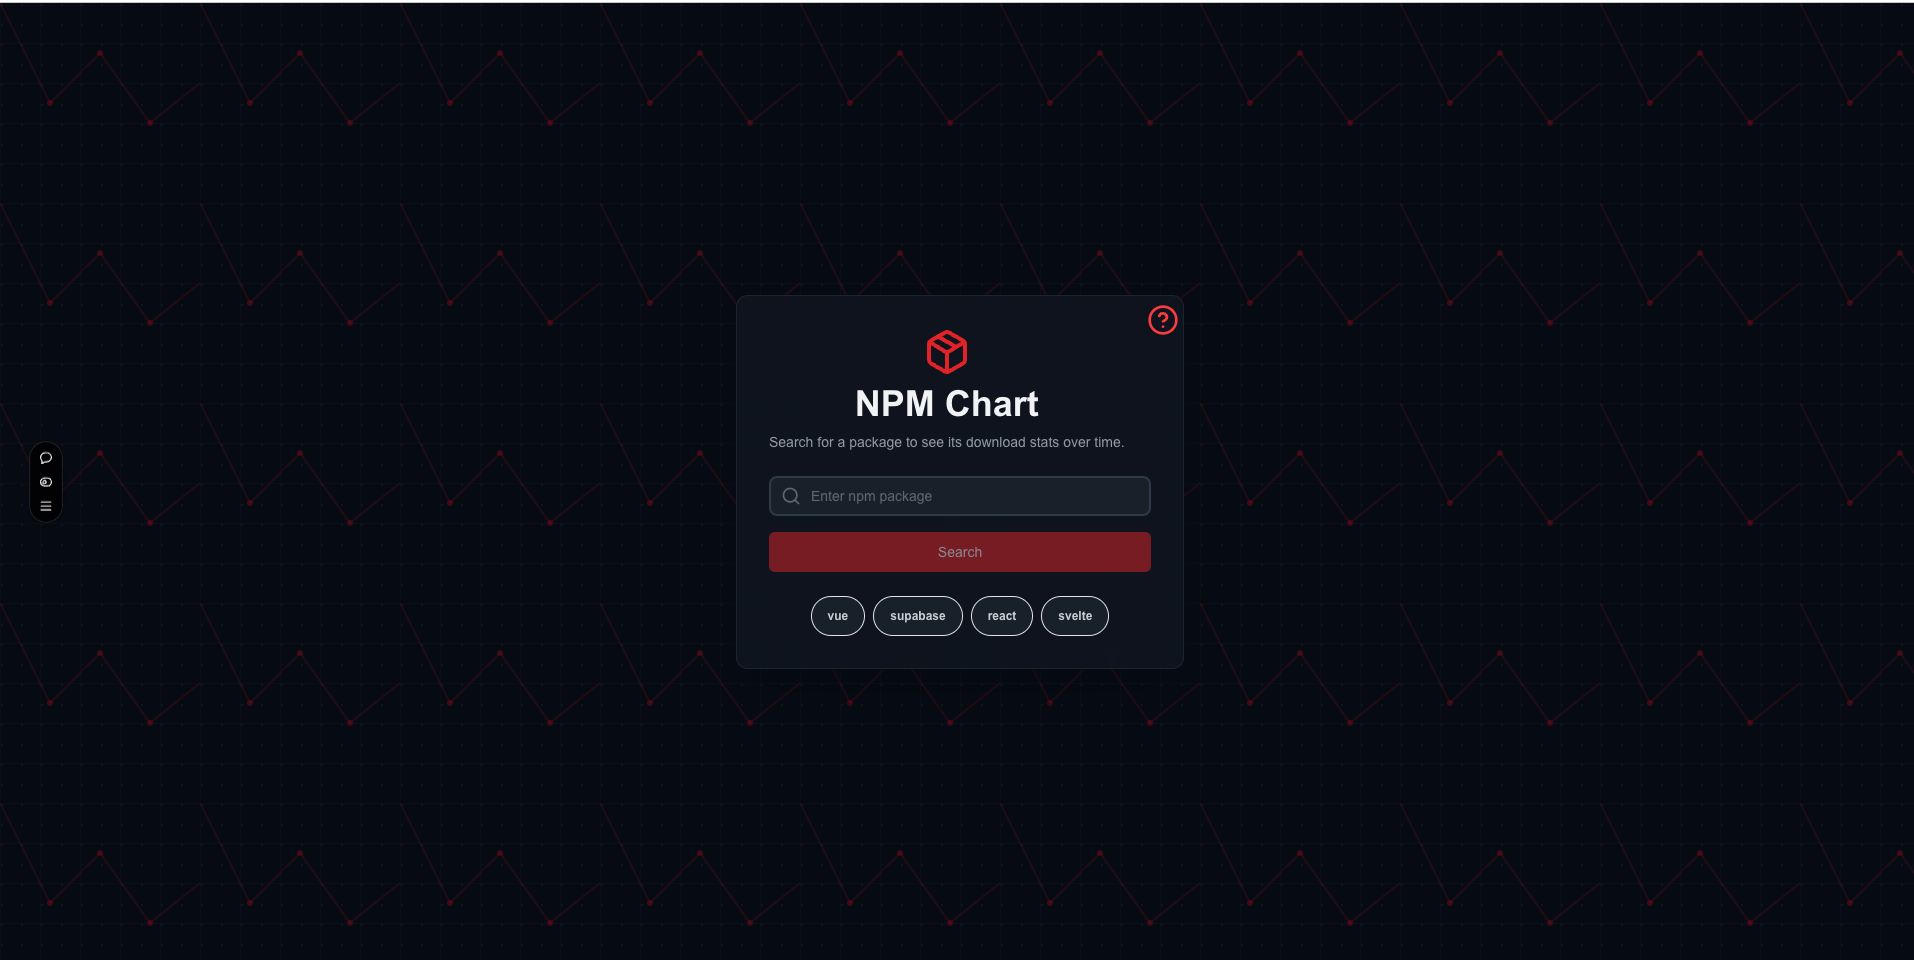 NPM Chart
Search for a package to see its download stats over time.
Enter npm package
Search
vue supabase react svelte